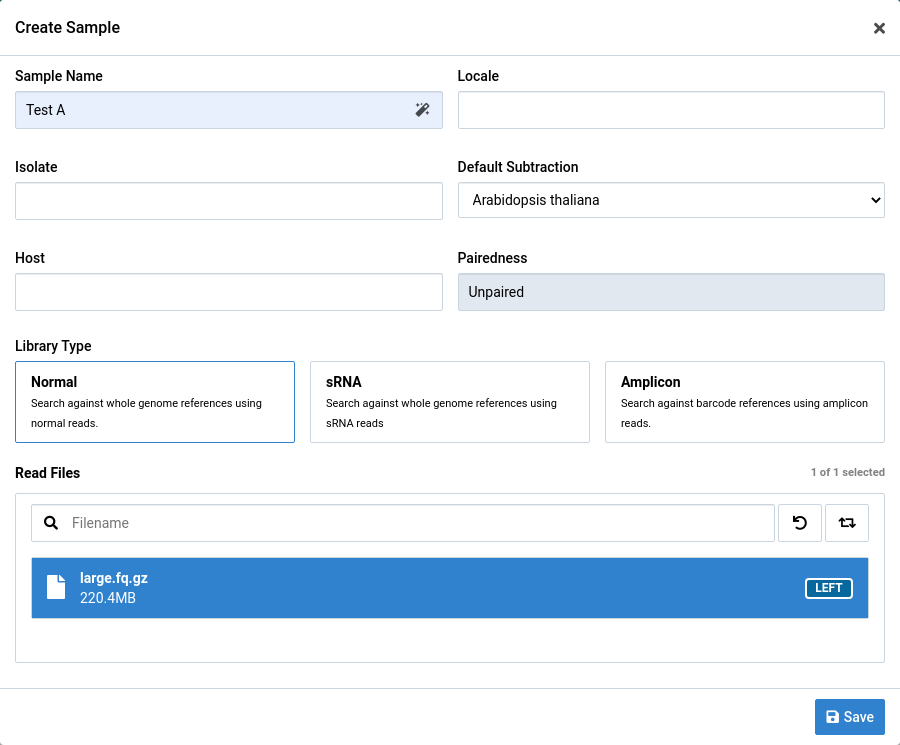 Create Sample
Sample Name
Locale
Test A
Isolate
Default Subtraction
Arabidopsis thaliana
Host
Pairedness
Unpaired
Library Type
Normal
Search against whole genome references using
normal reads.
sRNA
Search against whole genome references using
sRNA reads
Amplicon
Search against barcode references using amplicon
reads.
Read Files
1 of 1 selected
Filename
large.fq.gz
220.4MB
LEFT
Save